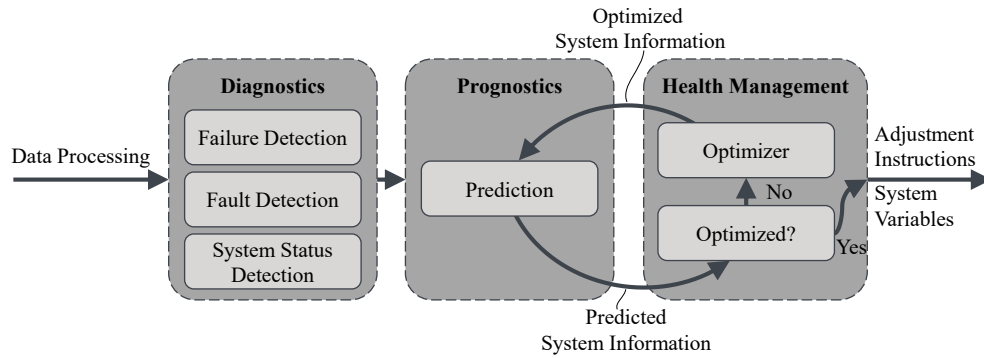 Optimized
System Information
Diagnostics
Prognostics
Health Management
Data Processing
Failure Detection
Fault Detection
System Status
Detection
Prediction
Optimizer
No
Optimized?
Yes
Adjustment
Instructions
System
Variables
Predicted
System Information